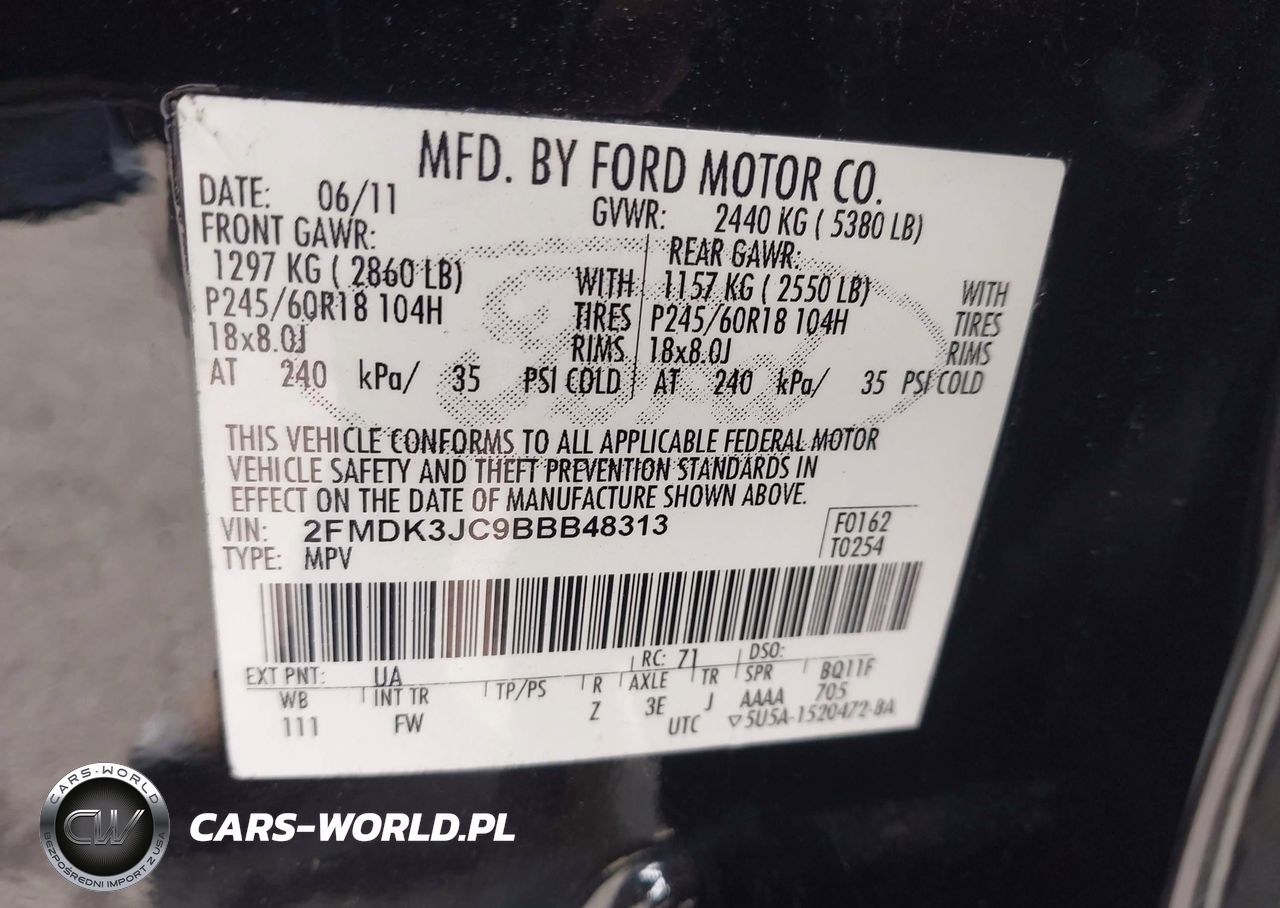 MFD. BY FORD MOTOR CO.
DATE: 06/11 GVWR: 2440 KG ( 5380 LB)
FRONT GAWR: REAR GAWR:
1297 KG ( 2860 LB) WITH 1157 KG ( 2550 LB) WITH
P245/60R18 104H TIRES P245/60R18 104H TIRES
18x8.0J RIMS 18x8.0J RIMS
AT 240 kPa/ 35 PSI COLD AT 240 kPa/ 35 PSI COLD
THIS VEHICLE CONFORMS TO ALL APPLICABLE FEDERAL MOTOR
VEHICLE SAFETY AND THEFT PREVENTION STANDARDS IN
EFFECT ON THE DATE OF MANUFACTURE SHOWN ABOVE.
VIN: 2FMDK3JC9BBB48313 F0162
TYPE: MPV T0254
EXT PNT: UA RC: 71 DSO:
WB INT TR TP/PS R AXLE TR SPR BQ11F
111 FW Z 3E J AAAA 705
UTC ▽5U5A-1520472-BA
CARS-WORLD
CW
BEZPOŚREDNI IMPORT Z USA
CARS-WORLD.PL